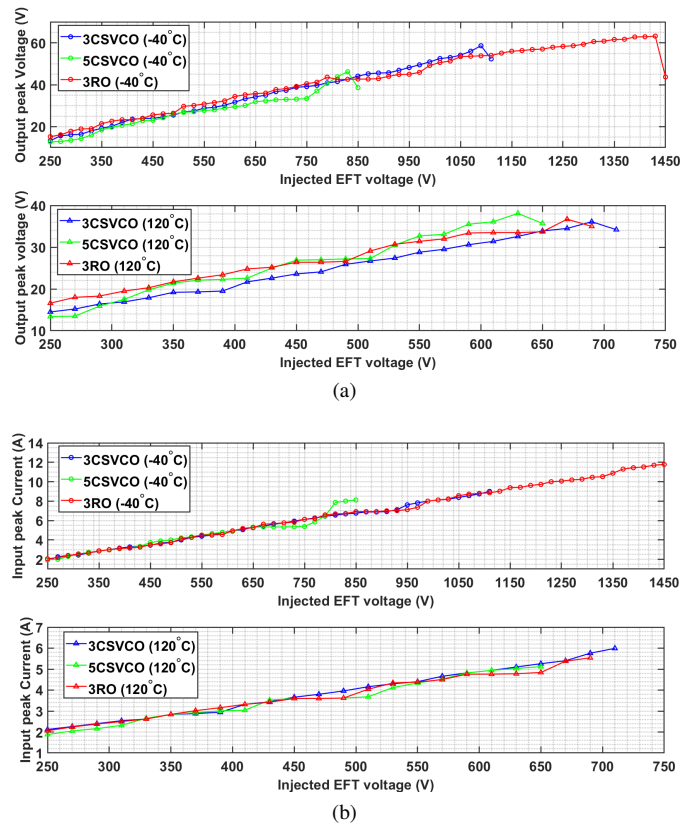 Output peak Voltage (V)
60
40
20
3CSVCO (-40°C)
5CSVCO (-40°C)
3RO (-40°C)
250 350 450 550 650 750 850 950 1050 1150 1250 1350 1450
Injected EFT voltage (V)
Output peak voltage (V)
40
30
20
10
3CSVCO (120°C)
5CSVCO (120°C)
3RO (120°C)
250 300 350 400 450 500 550 600 650 700 750
Injected EFT voltage (V)
(a)
Input peak Current (A)
14
12
10
8
6
4
2
3CSVCO (-40°C)
5CSVCO (-40°C)
3RO (-40°C)
250 350 450 550 650 750 850 950 1050 1150 1250 1350 1450
Injected EFT voltage (V)
Input peak Current (A)
7
6
5
4
3
2
1
3CSVCO (120°C)
5CSVCO (120°C)
3RO (120°C)
250 300 350 400 450 500 550 600 650 700 750
Injected EFT voltage (V)
(b)